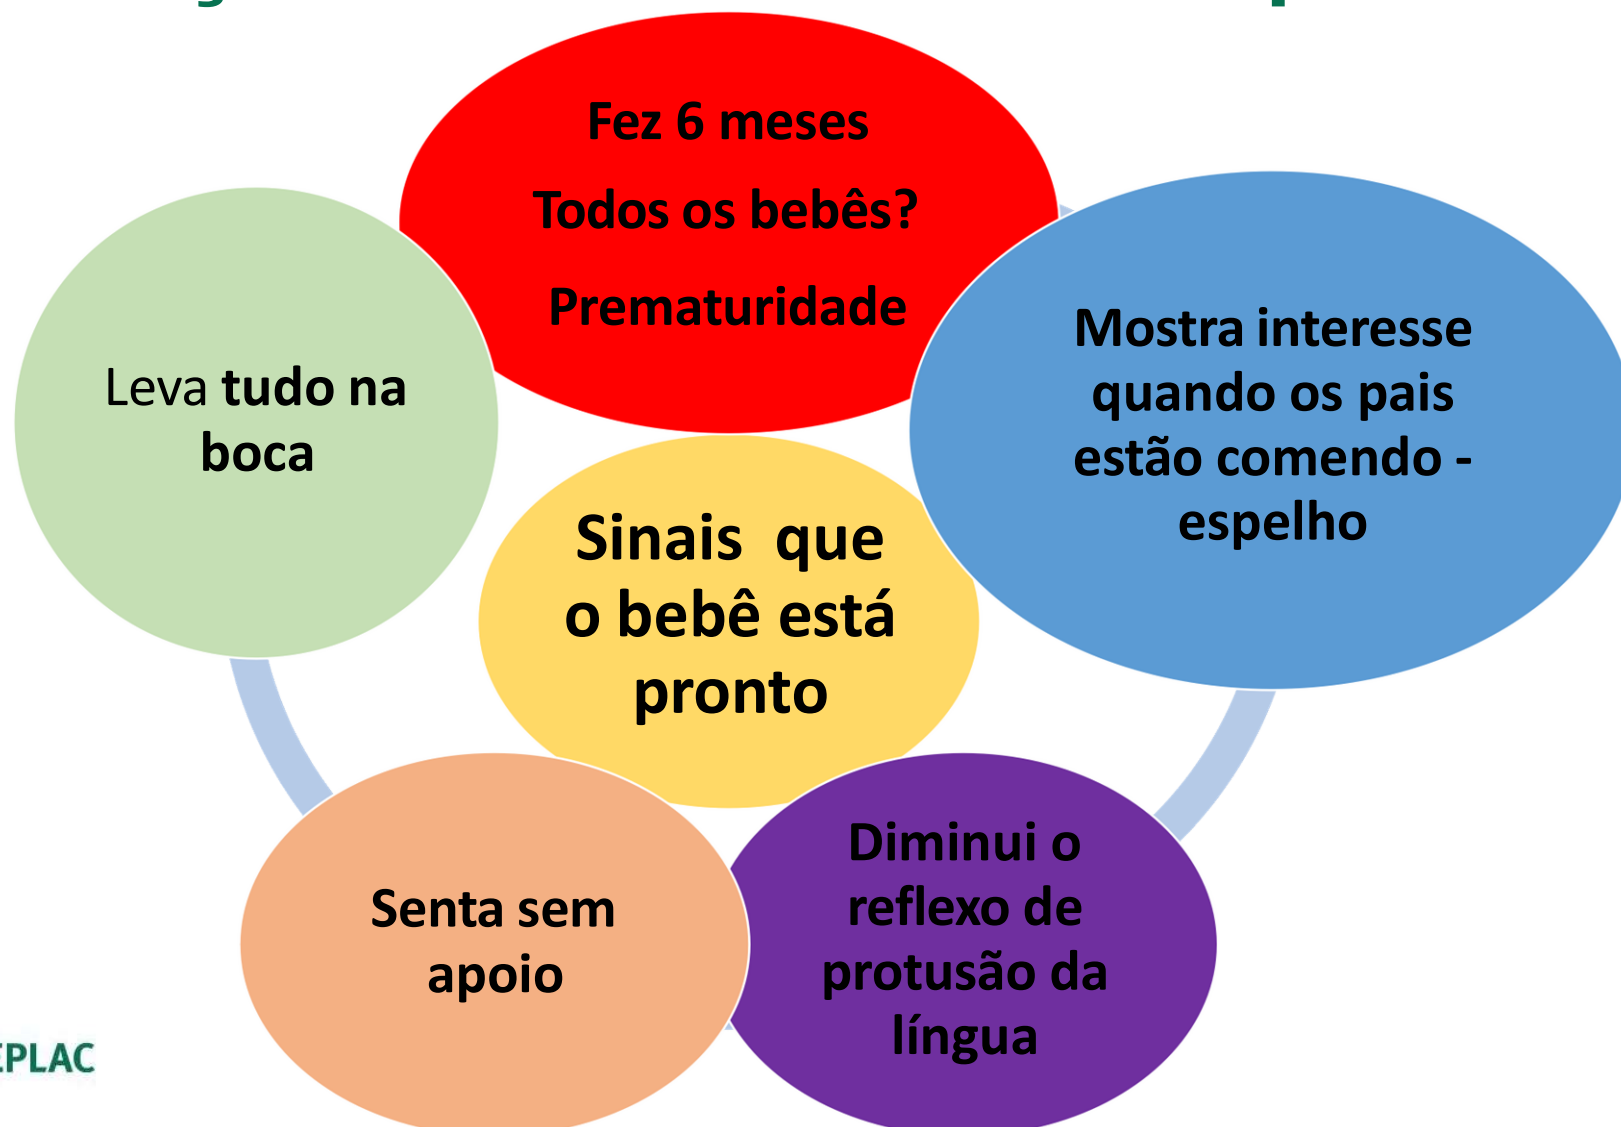 Fez 6 meses
Todos os bebês?
Prematuridade
Mostra interesse
quando os pais
estão comendo -
espelho
Leva tudo na
boca
Sinais que
o bebê está
pronto
Diminui o
reflexo de
protusão da
língua
Senta sem
apoio
EPLAC